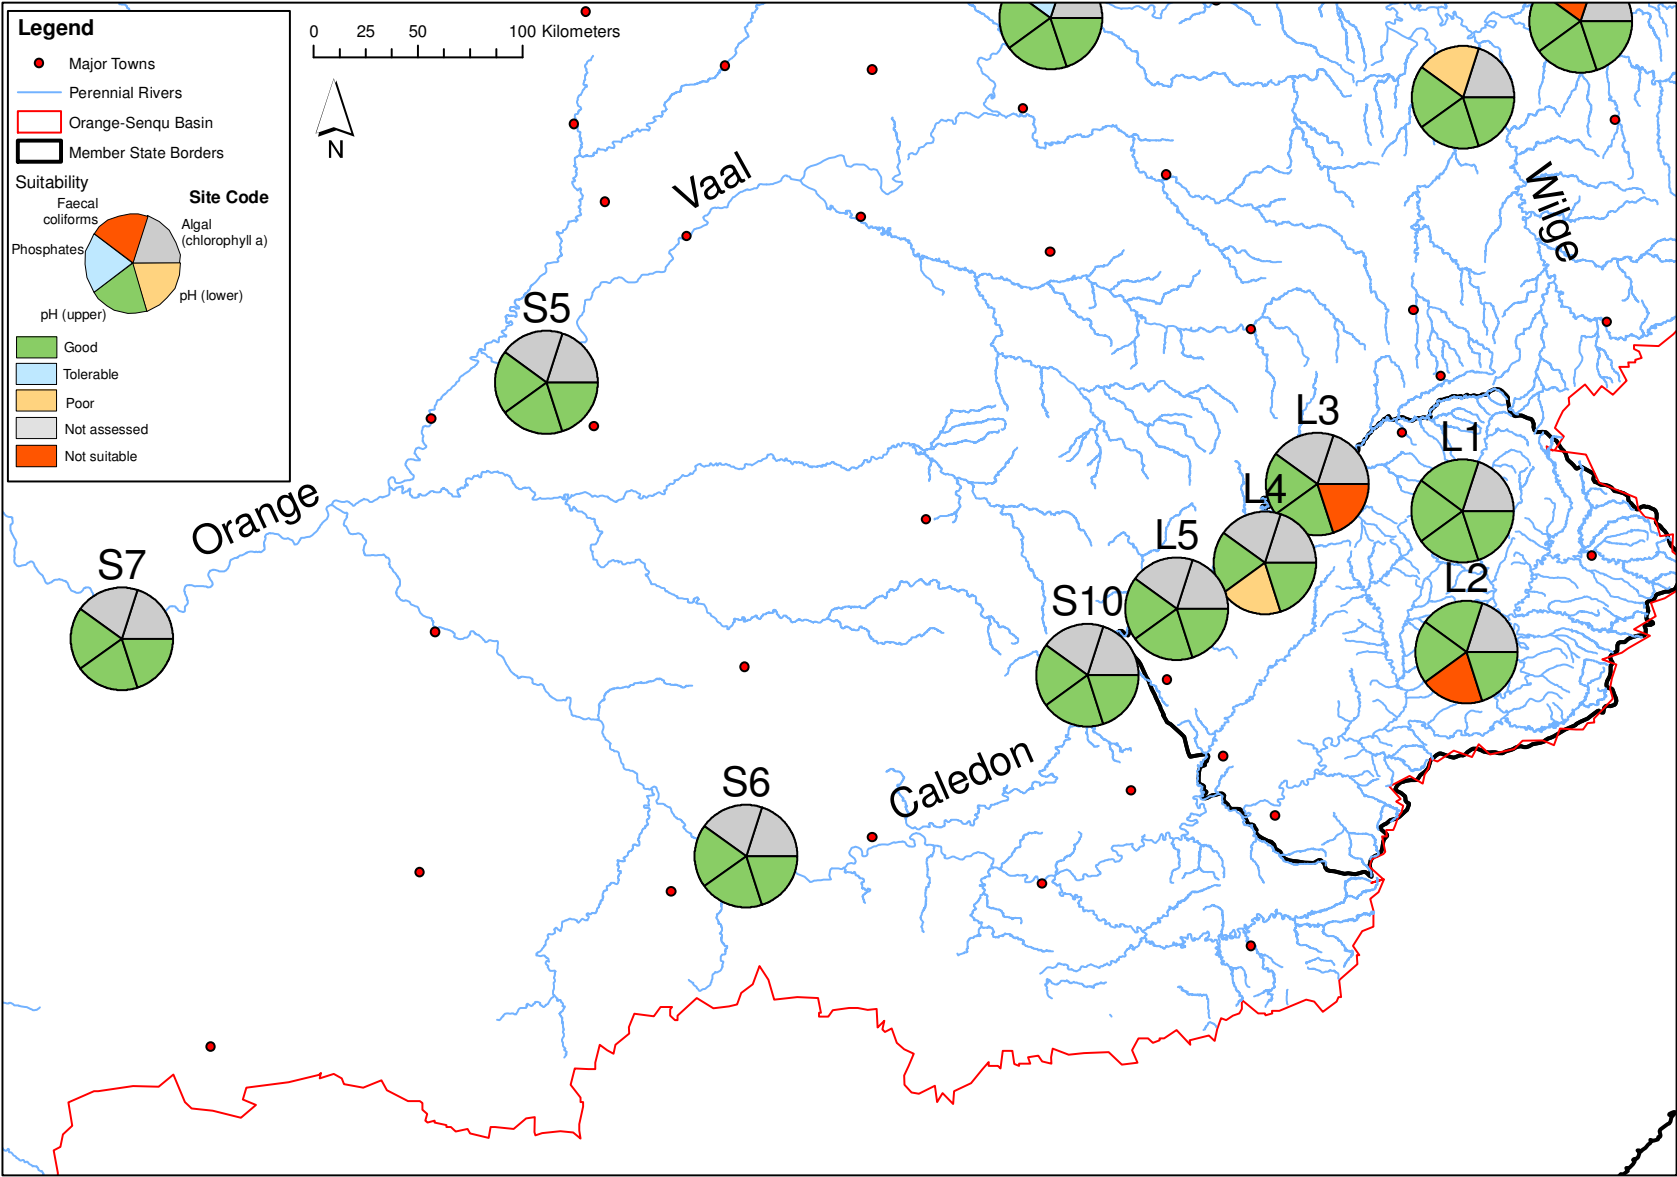 Legend
Major Towns
Perennial Rivers
Orange-Senqu Basin
Member State Borders
Suitability
Site Code
Faecal
coliforms
Algal
(chlorophyll a)
Phosphates
pH (lower)
pH (upper)
Good
Tolerable
Poor
Not assessed
Not suitable
0 25 50 100 Kilometers
N
Vaal
Wilge
S5
L3
L1
L4
Orange
L5
S7
L2
S10
Caledon
S6